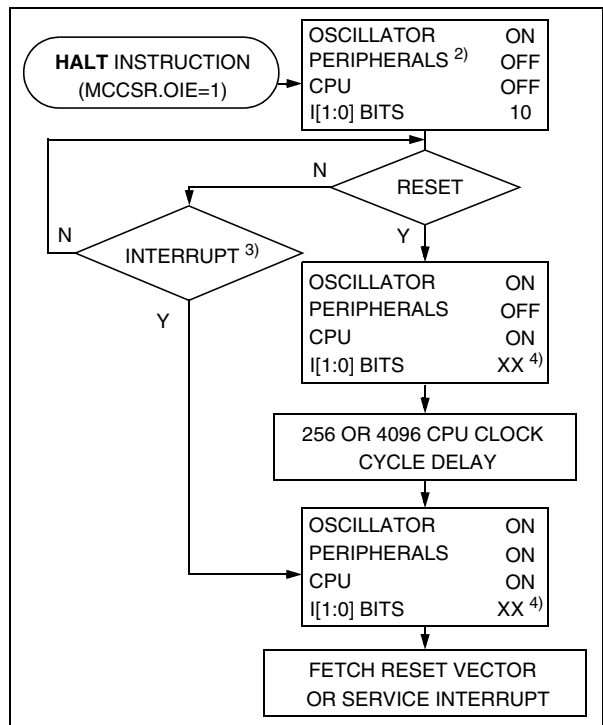 HALT INSTRUCTION
(MCCSR.OIE=1)
OSCILLATOR ON
PERIPHERALS 2) OFF
CPU OFF
I[1:0] BITS 10
N
RESET
N
INTERRUPT 3)
Y
Y
OSCILLATOR ON
PERIPHERALS OFF
CPU ON
I[1:0] BITS XX 4)
256 OR 4096 CPU CLOCK
CYCLE DELAY
OSCILLATOR ON
PERIPHERALS ON
CPU ON
I[1:0] BITS XX 4)
FETCH RESET VECTOR
OR SERVICE INTERRUPT